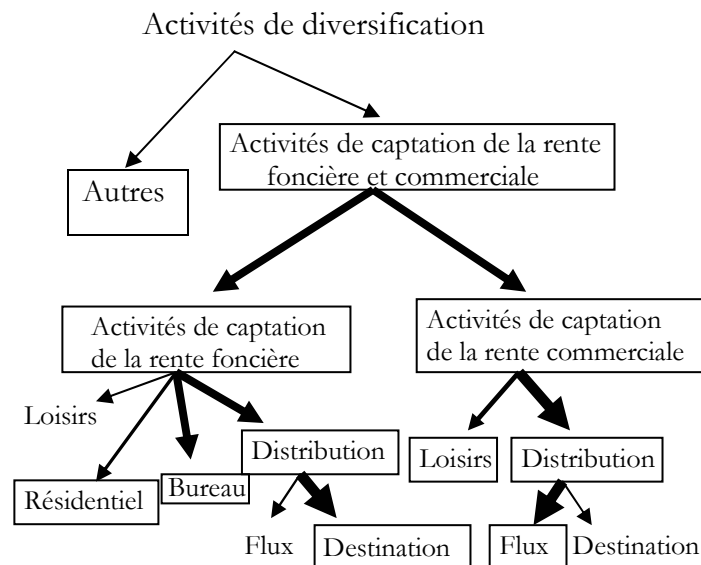 Activités de diversification
Activités de captation de la rente
foncière et commerciale
Autres
Activités de captation
de la rente foncière
Activités de captation
de la rente commerciale
Loisirs
Résidentiel
Bureau
Distribution
Flux
Destination
Loisirs
Distribution
Flux
Destination